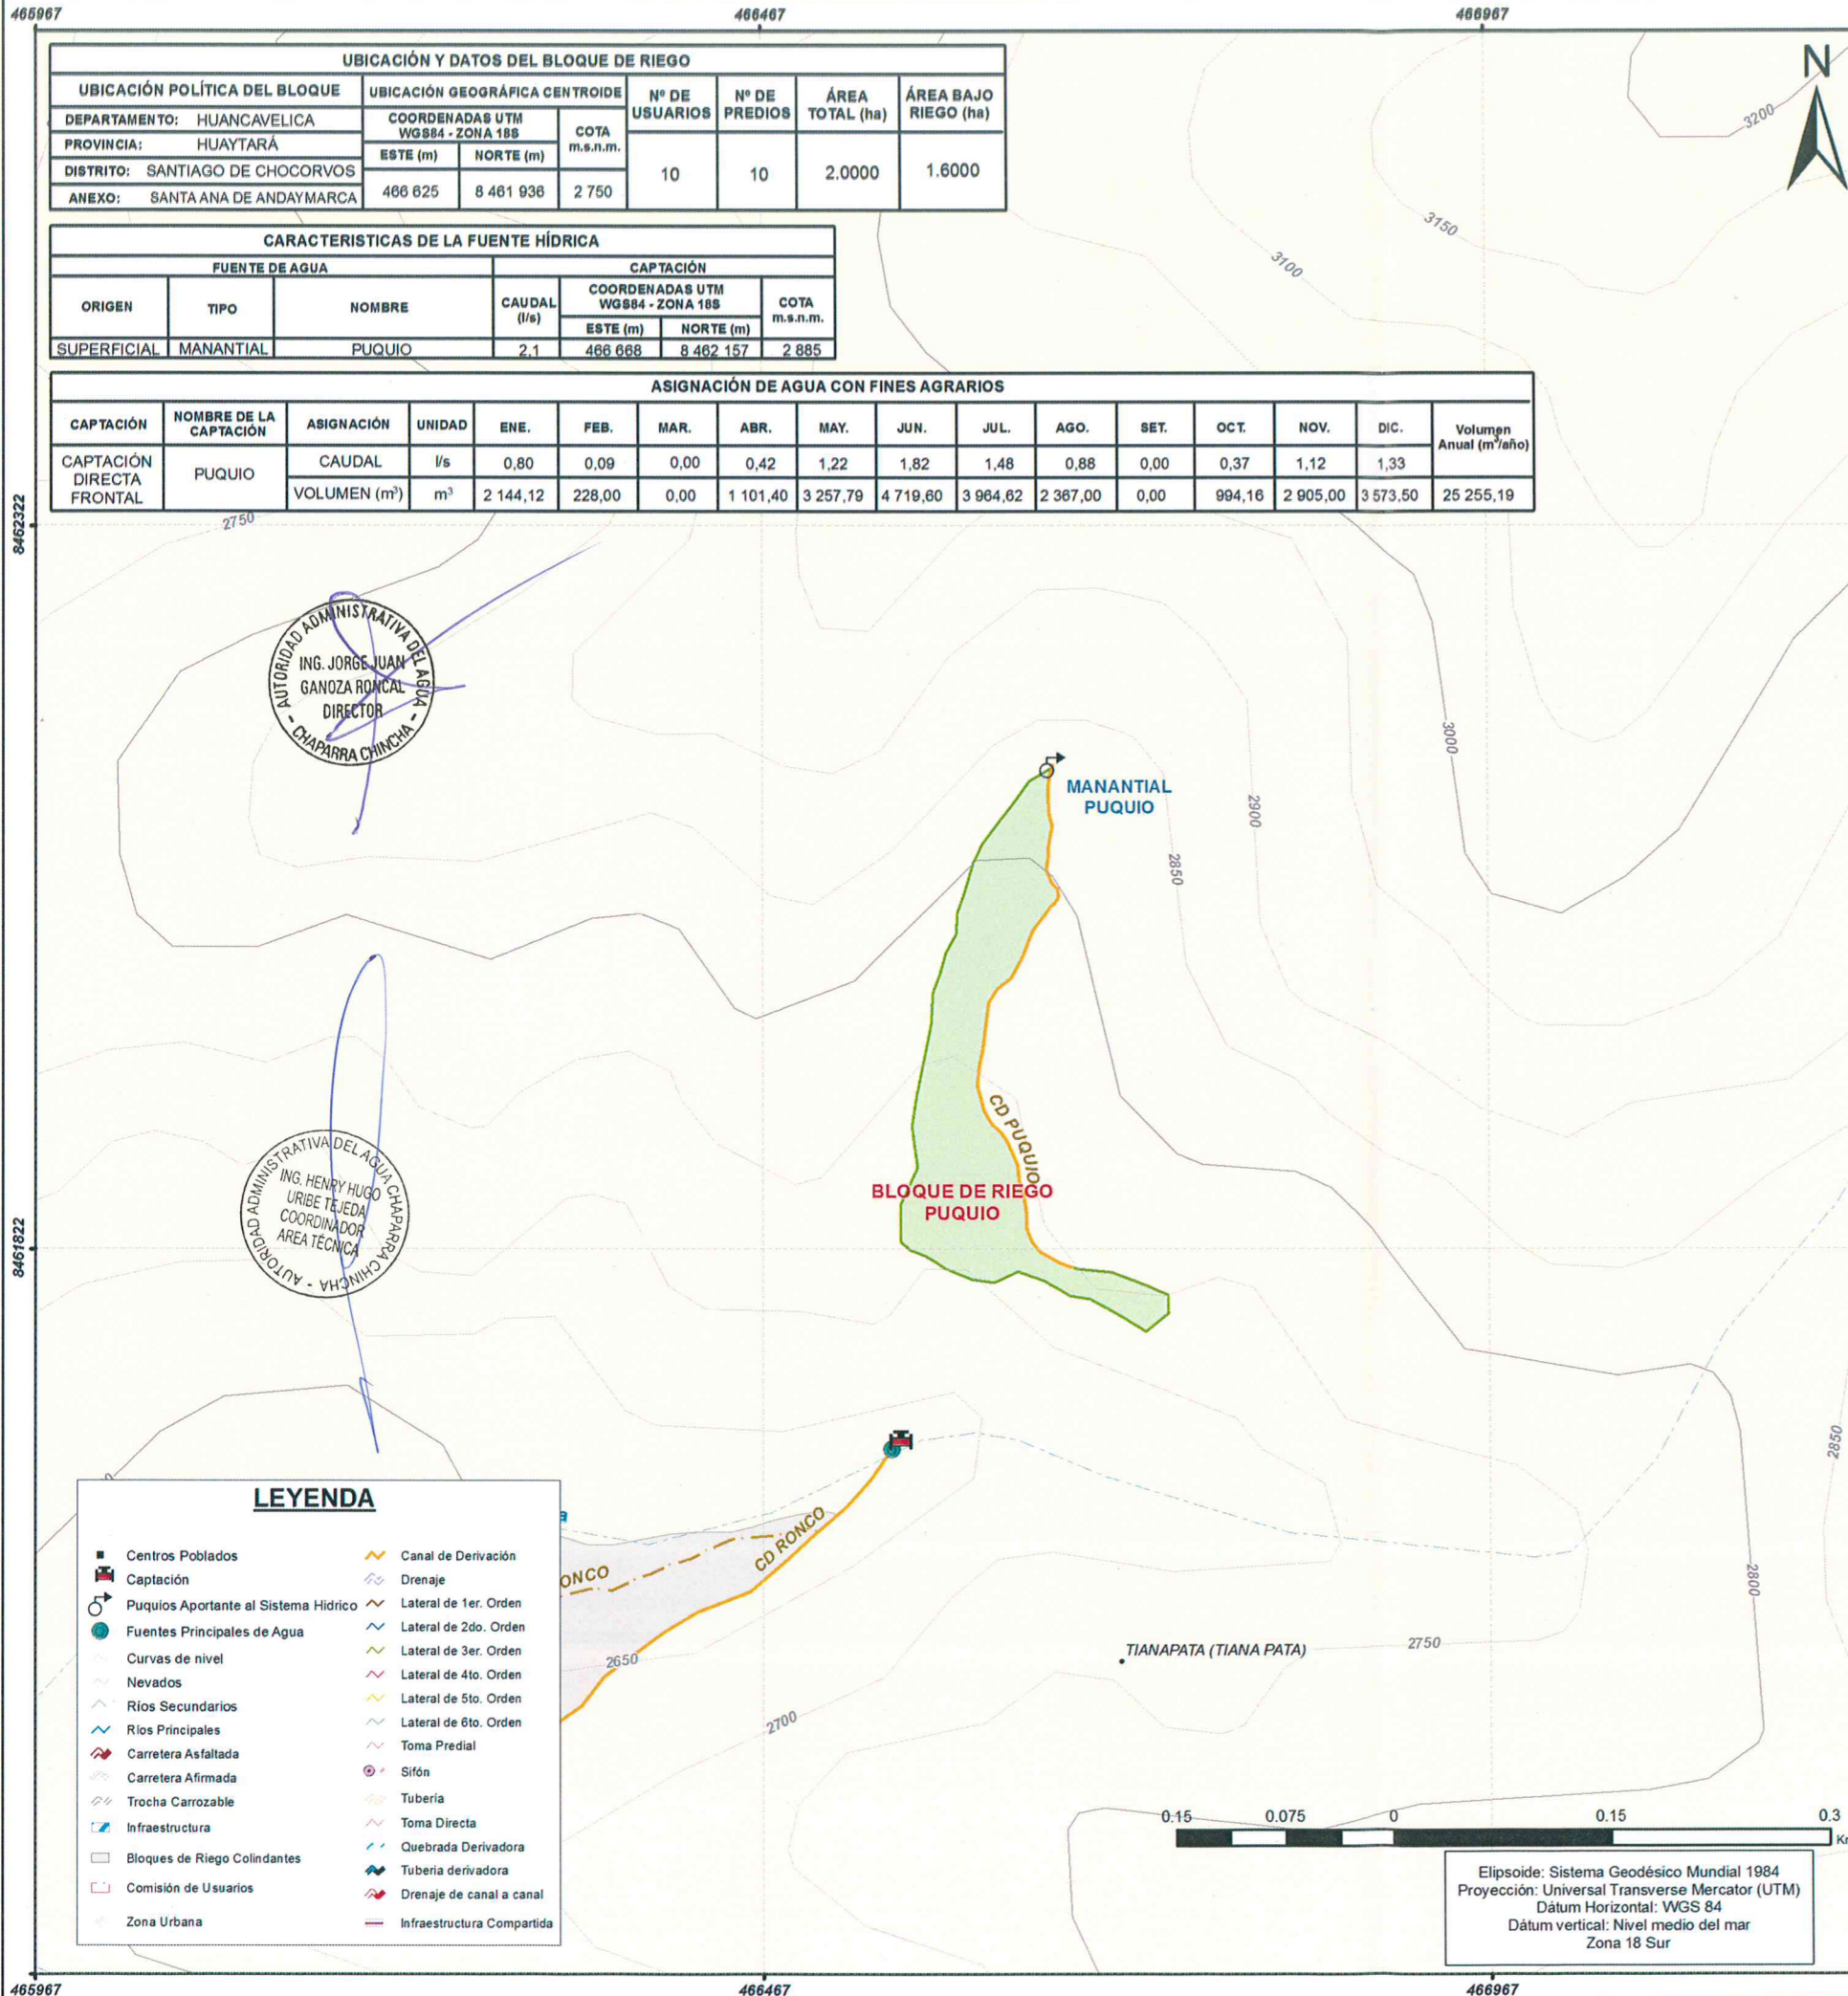 465967 466467 466967
UBICACIÓN Y DATOS DEL BLOQUE DE RIEGO
UBICACIÓN POLÍTICA DEL BLOQUE UBICACIÓN GEOGRÁFICA CENTROIDE Nº DE USUARIOS Nº DE PREDIOS ÁREA TOTAL (ha) ÁREA BAJO RIEGO (ha)
DEPARTAMENTO: HUANCAVELICA COORDENADAS UTM WGS84 - ZONA 18S COTA m.s.n.m.
PROVINCIA: HUAYTARÁ ESTE (m) NORTE (m)
DISTRITO: SANTIAGO DE CHOCORVOS
ANEXO: SANTA ANA DE ANDAYMARCA 466 625 8 461 936 2 750 10 10 2.0000 1.6000
N
3200
3150
3100
CARACTERISTICAS DE LA FUENTE HÍDRICA
FUENTE DE AGUA CAPTACIÓN
ORIGEN TIPO NOMBRE CAUDAL (l/s) COORDENADAS UTM WGS84 - ZONA 18S COTA m.s.n.m.
ESTE (m) NORTE (m)
SUPERFICIAL MANANTIAL PUQUIO 2,1 466 668 8 462 157 2 885
ASIGNACIÓN DE AGUA CON FINES AGRARIOS
CAPTACIÓN NOMBRE DE LA CAPTACIÓN ASIGNACIÓN UNIDAD ENE. FEB. MAR. ABR. MAY. JUN. JUL. AGO. SET. OCT. NOV. DIC. Volumen Anual (m³/año)
CAPTACIÓN DIRECTA FRONTAL PUQUIO CAUDAL l/s 0,80 0,09 0,00 0,42 1,22 1,82 1,48 0,88 0,00 0,37 1,12 1,33
VOLUMEN (m³) m³ 2 144,12 228,00 0,00 1 101,40 3 257,79 4 719,60 3 964,62 2 367,00 0,00 994,16 2 905,00 3 573,50 25 255,19
8462322
2750
AUTORIDAD ADMINISTRATIVA DEL AGUA
ING. JORGE JUAN
GANOZA RONCAL
DIRECTOR
- CHAPARRA CHINCHA -
3000
MANANTIAL
PUQUIO
2900
2850
CD PUQUIO
BLOQUE DE RIEGO
PUQUIO
8461822
AUTORIDAD ADMINISTRATIVA DEL AGUA CHAPARRA CHINCHA -
ING. HENRY HUGO
URIBE TEJEDA
COORDINADOR
AREA TÉCNICA
2850
2800
CD RONCO
ONCO
a
2650
2700
2750
TIANAPATA (TIANA PATA)
LEYENDA
Centros Poblados
Captación
Puquios Aportante al Sistema Hidrico
Fuentes Principales de Agua
Curvas de nivel
Nevados
Ríos Secundarios
Ríos Principales
Carretera Asfaltada
Carretera Afirmada
Trocha Carrozable
Infraestructura
Bloques de Riego Colindantes
Comisión de Usuarios
Zona Urbana
Canal de Derivación
Drenaje
Lateral de 1er. Orden
Lateral de 2do. Orden
Lateral de 3er. Orden
Lateral de 4to. Orden
Lateral de 5to. Orden
Lateral de 6to. Orden
Toma Predial
Sifón
Tubería
Toma Directa
Quebrada Derivadora
Tuberia derivadora
Drenaje de canal a canal
Infraestructura Compartida
0.15 0.075 0 0.15 0.3
Elipsoide: Sistema Geodésico Mundial 1984
Proyección: Universal Transverse Mercator (UTM)
Dátum Horizontal: WGS 84
Dátum vertical: Nivel medio del mar
Zona 18 Sur
465967 466467 466967